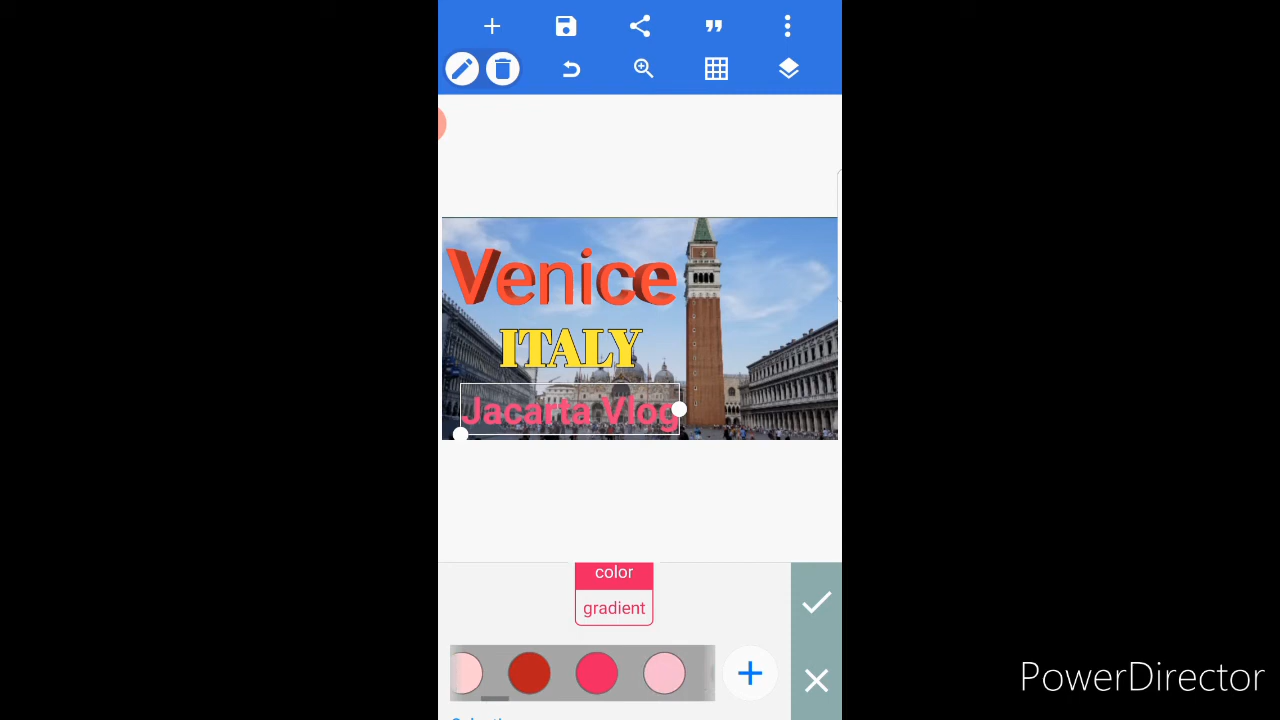 Venice
ITALY
Jacarta Vlog
color
gradient
PowerDirector